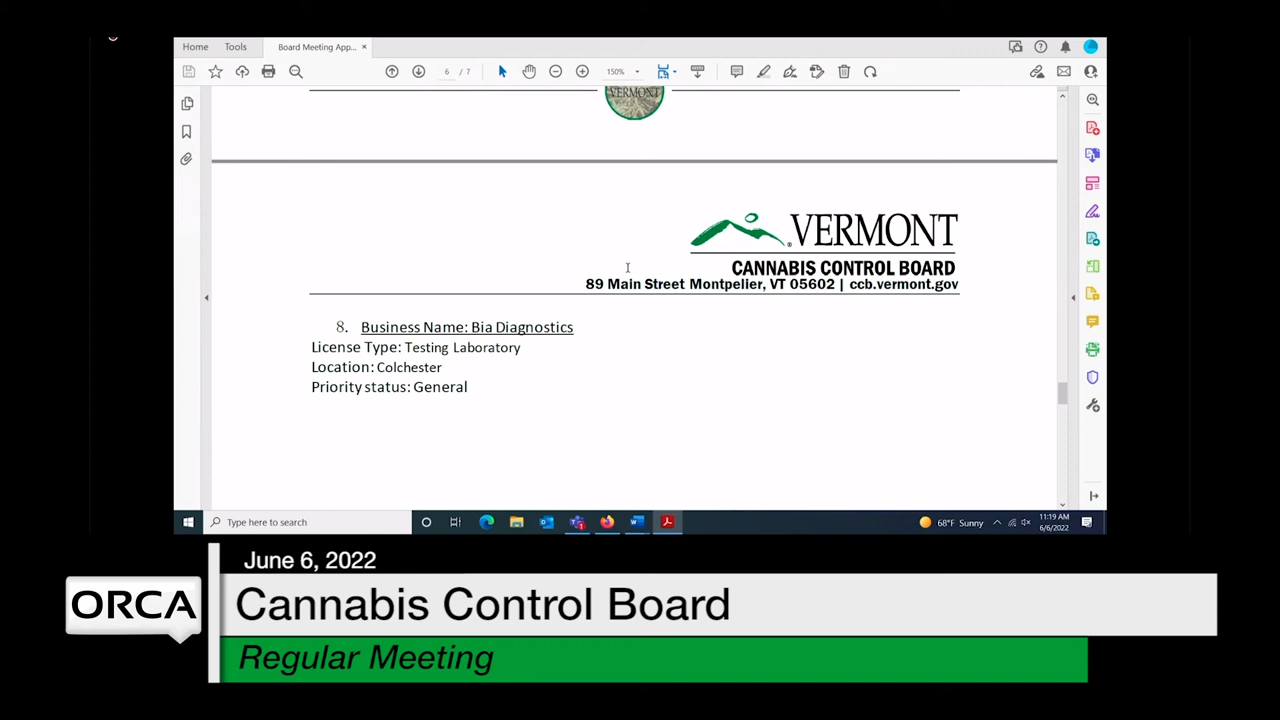 Home
Tools
Board Meeting App... ×
6 / 7
150%
VERMONT
VERMONT
CANNABIS CONTROL BOARD
89 Main Street Montpelier, VT 05602 | ccb.vermont.gov
8. Business Name: Bia Diagnostics
License Type: Testing Laboratory
Location: Colchester
Priority status: General
Type here to search
68°F Sunny
11:19 AM
6/6/2022
June 6, 2022
ORCA
Cannabis Control Board
Regular Meeting